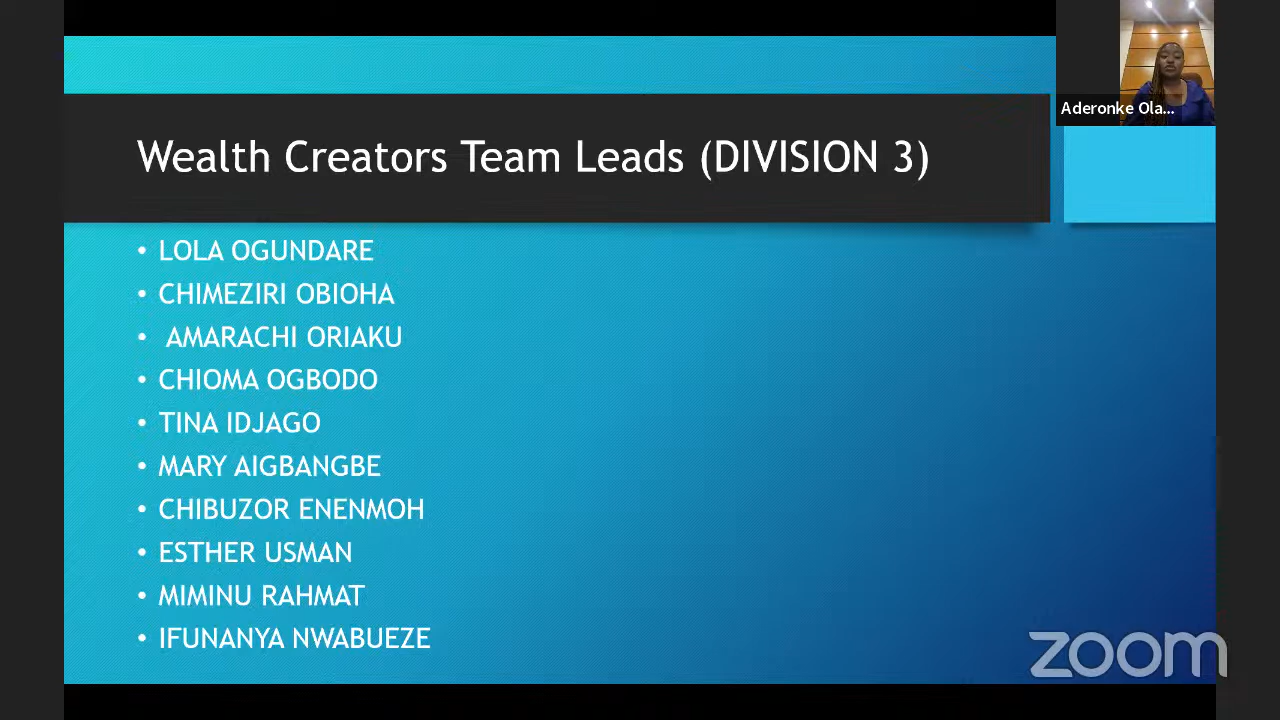 Aderonke Ola...
Wealth Creators Team Leads (DIVISION 3)
• LOLA OGUNDARE
• CHIMEZIRI OBIOHA
• AMARACHI ORIAKU
• CHIOMA OGBODO
• TINA IDJAGO
• MARY AIGBANGBE
• CHIBUZOR ENENMOH
• ESTHER USMAN
• MIMINU RAHMAT
• IFUNANYA NWABUEZE
zoom